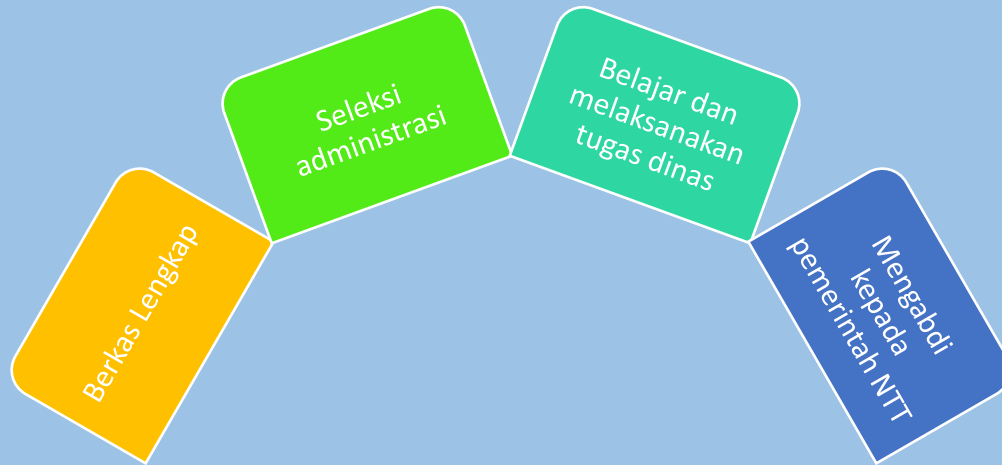 Berkas Lengkap
Seleksi
administrasi
Belajar dan
melaksanakan
tugas dinas
Mengabdi
kepada
pemerintah NTT